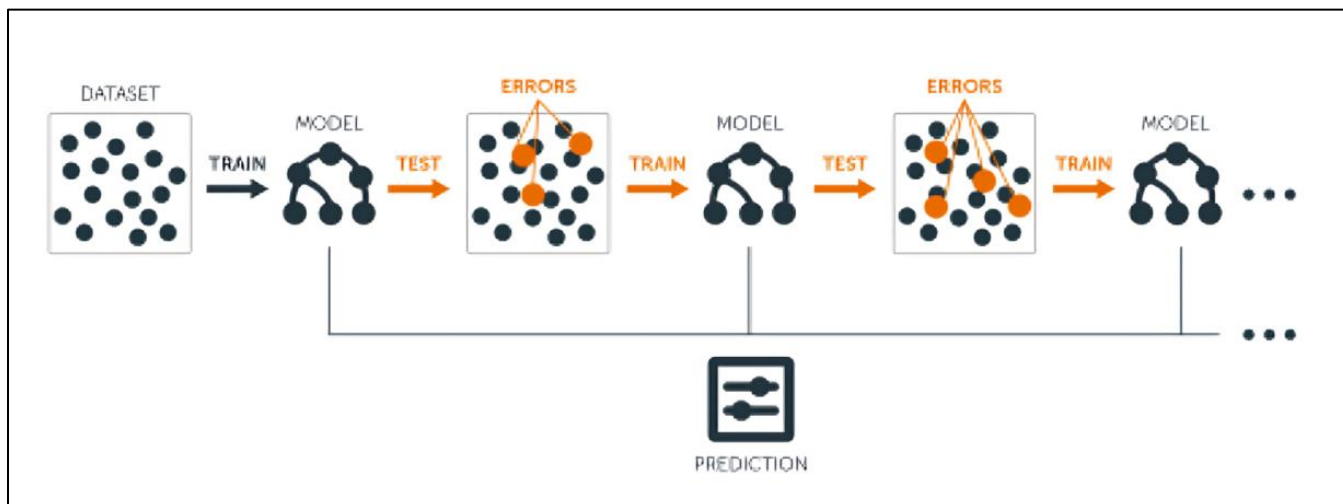 DATASET
TRAIN
MODEL
TEST
ERRORS
TRAIN
MODEL
TEST
ERRORS
TRAIN
MODEL
PREDICTION